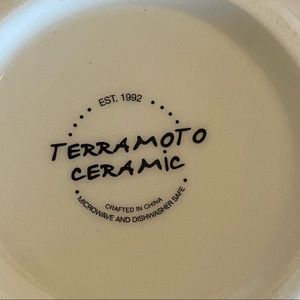 EST. 1992
TERRAMOTO
CERAMIC
CRAFTED IN CHINA
• MICROWAVE AND DISHWASHER SAFE •